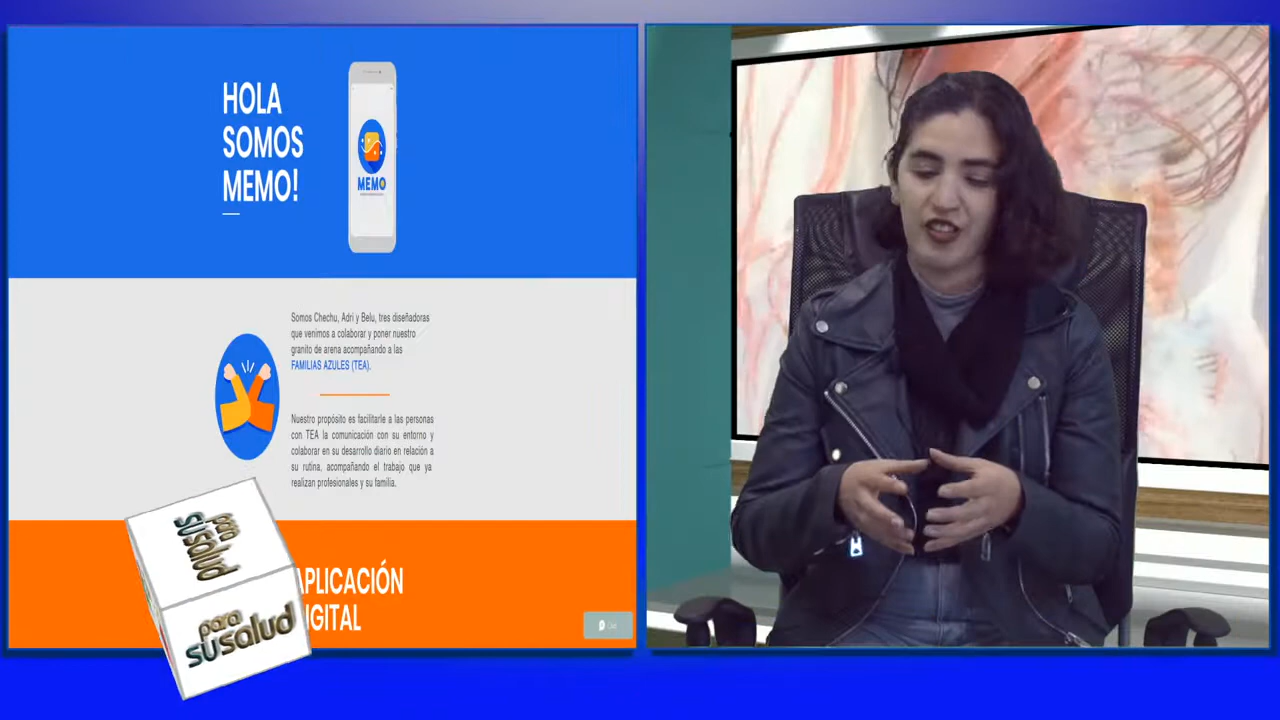 HOLA
SOMOS
MEMO!
MEMO
Somos Chechu, Adri y Belu, tres diseñadoras
que venimos a colaborar y poner nuestro
granito de arena acompañando a las
FAMILIAS AZULES (TEA).
Nuestro propósito es facilitarle a las personas
con TEA la comunicación con su entorno y
colaborar en su desarrollo diario en relación a
su rutina, acompañando el trabajo que ya
realizan profesionales y su familia.
APLICACIÓN
IGITAL
para
susalud
para
susalud